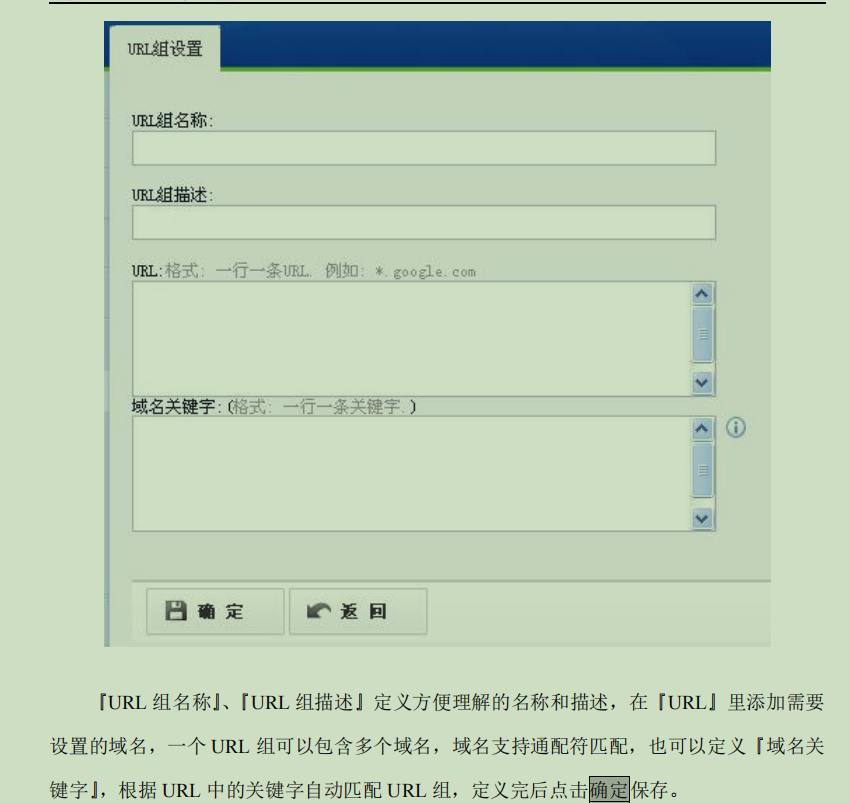 URL组设置
URL组名称:
URL组描述:
URL:格式: 一行一条URL. 例如: *.google.com
域名关键字:(格式: 一行一条关键字.)
确定 返回
『URL 组名称』、『URL 组描述』定义方便理解的名称和描述，在『URL』里添加需要
设置的域名，一个 URL 组可以包含多个域名，域名支持通配符匹配，也可以定义『域名关
键字』，根据 URL 中的关键字自动匹配 URL 组，定义完后点击确定保存。